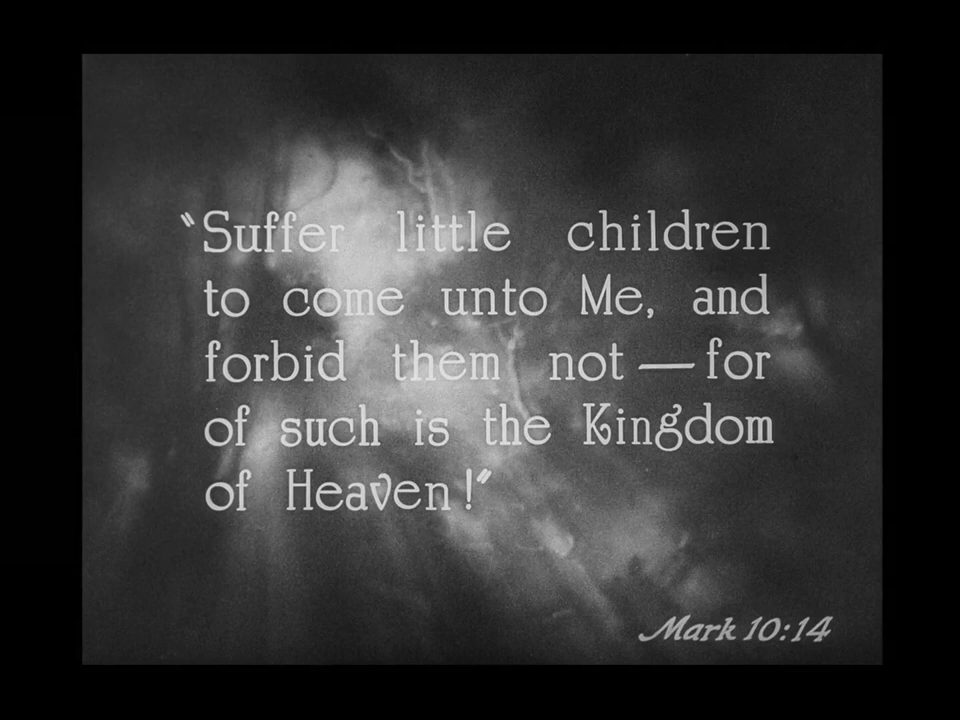 “Suffer little children
to come unto Me, and
forbid them not — for
of such is the Kingdom
of Heaven!”
Mark 10:14